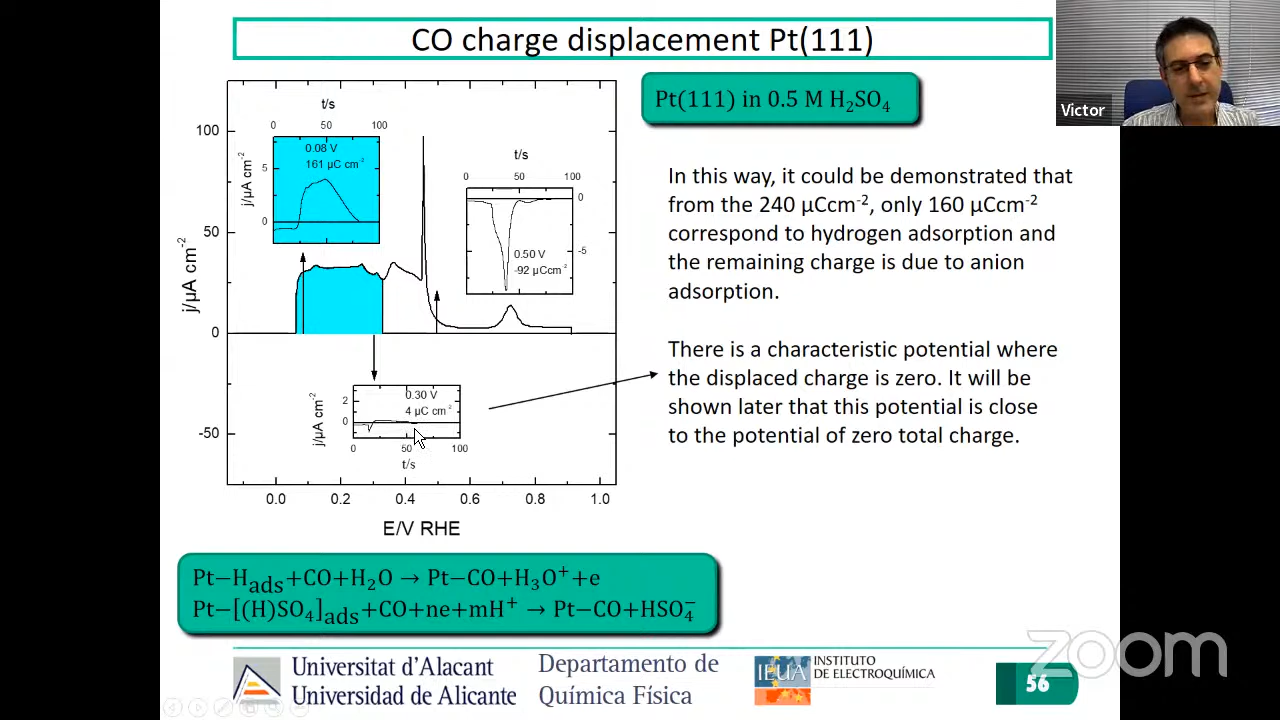 CO charge displacement Pt(111)
Victor
Pt(111) in 0.5 M H₂SO₄
In this way, it could be demonstrated that
from the 240 μCcm⁻², only 160 μCcm⁻²
correspond to hydrogen adsorption and
the remaining charge is due to anion
adsorption.
There is a characteristic potential where
the displaced charge is zero. It will be
shown later that this potential is close
to the potential of zero total charge.
t/s
0 50 100
0.08 V
161 μC cm⁻²
5
0
j/μA cm⁻²
t/s
0 50 100
0
-5
0.50 V
-92 μCcm⁻²
100
50
0
-50
j/μA cm⁻²
0.30 V
4 μC cm⁻²
2
0
j/μA cm⁻²
0 50 100
t/s
0.0 0.2 0.4 0.6 0.8 1.0
E/V RHE
Pt−H_ads+CO+H₂O → Pt−CO+H₃O⁺+e
Pt−[(H)SO₄]_ads+CO+ne+mH⁺ → Pt−CO+HSO₄⁻
Universitat d'Alacant
Universidad de Alicante
Departamento de
Química Física
IEUA
INSTITUTO
DE ELECTROQUÍMICA
56
zoom